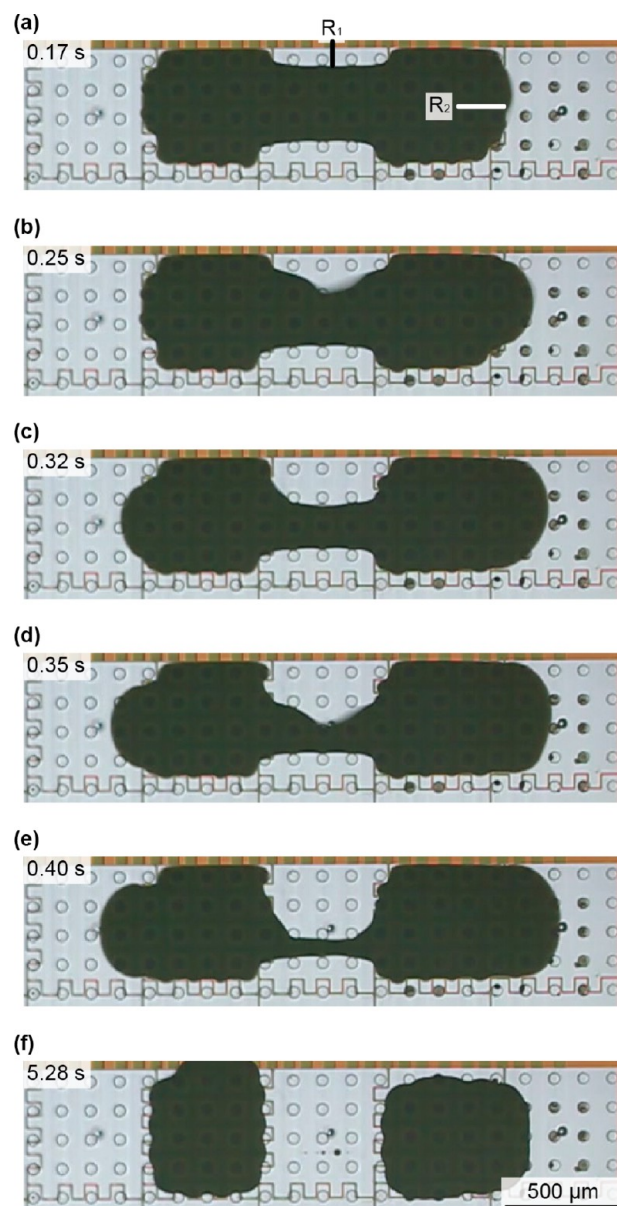 (a)
0.17 s
R₁
R₂
(b)
0.25 s
(c)
0.32 s
(d)
0.35 s
(e)
0.40 s
(f)
5.28 s
500 µm